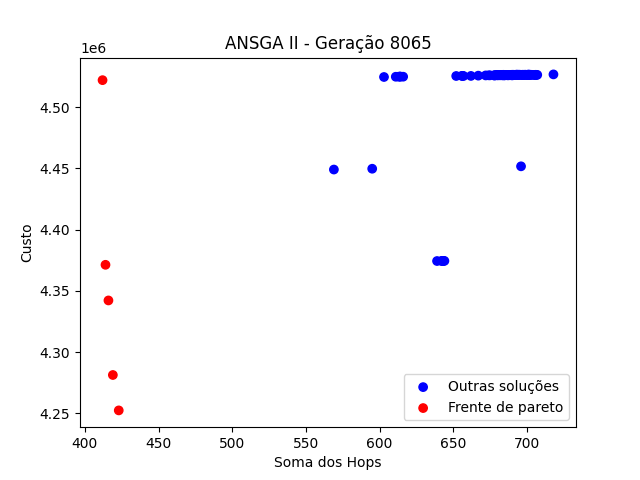 ANSGA II - Geração 8065
1e6
4.50
4.45
4.40
4.35
4.30
4.25
Custo
400 450 500 550 600 650 700
Soma dos Hops
Outras soluções
Frente de pareto